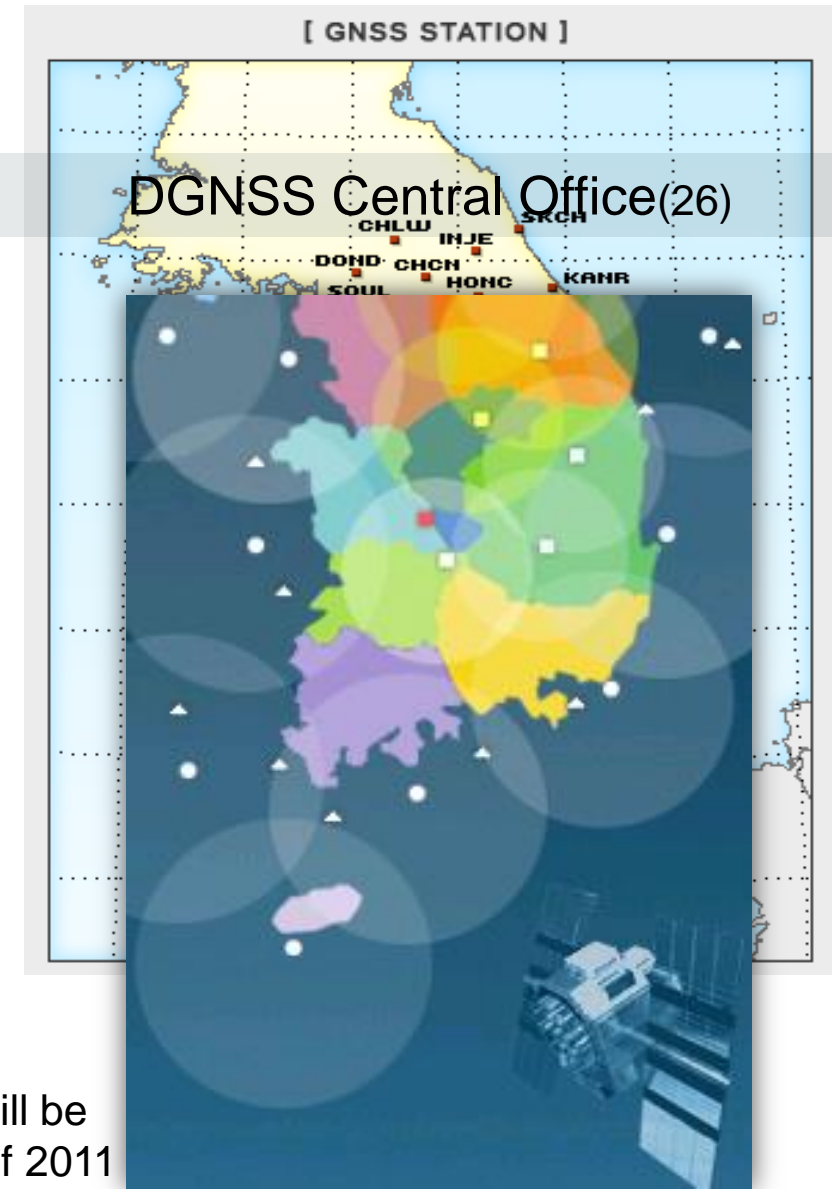 [ GNSS STATION ]
DGNSS Central Office(26)
SKCH
CHLW
INJE
DOND CHCN
HONC KANR
SOUL
ill be
f 2011